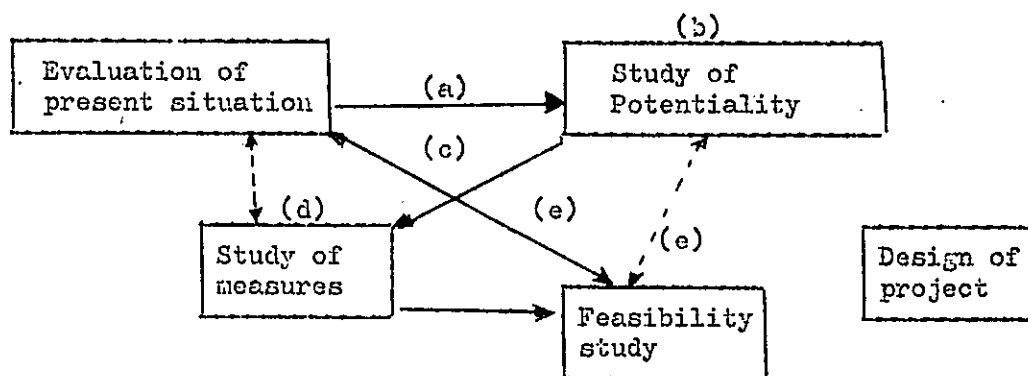 (b)
Evaluation of
present situation
(a)
Study of
Potentiality
(c)
(d)
(e)
(e)
Study of
measures
Design of
project
Feasibility
study